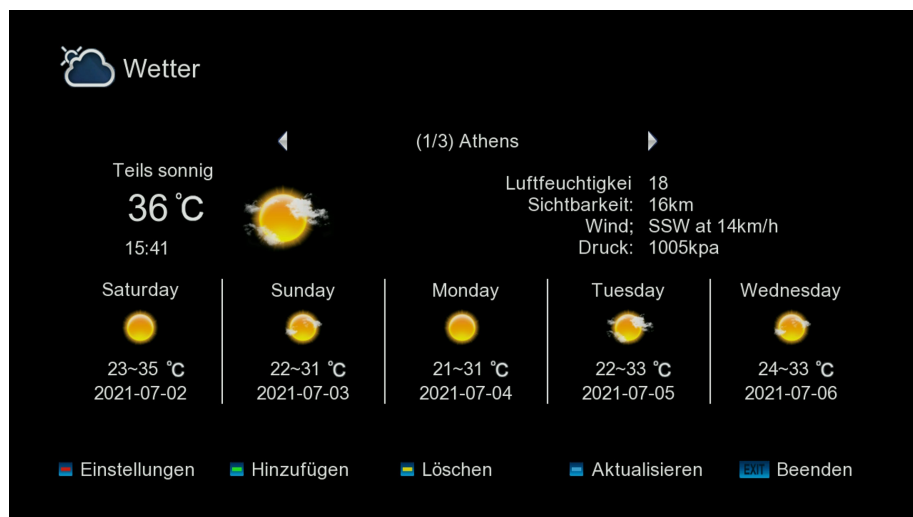 Wetter
(1/3) Athens
Teils sonnig
36 °C
15:41
Luftfeuchtigkei 18
Sichtbarkeit: 16km
Wind; SSW at 14km/h
Druck: 1005kpa
Saturday Sunday Monday Tuesday Wednesday
23~35 °C 22~31 °C 21~31 °C 22~33 °C 24~33 °C
2021-07-02 2021-07-03 2021-07-04 2021-07-05 2021-07-06
Einstellungen Hinzufügen Löschen Aktualisieren EXIT Beenden